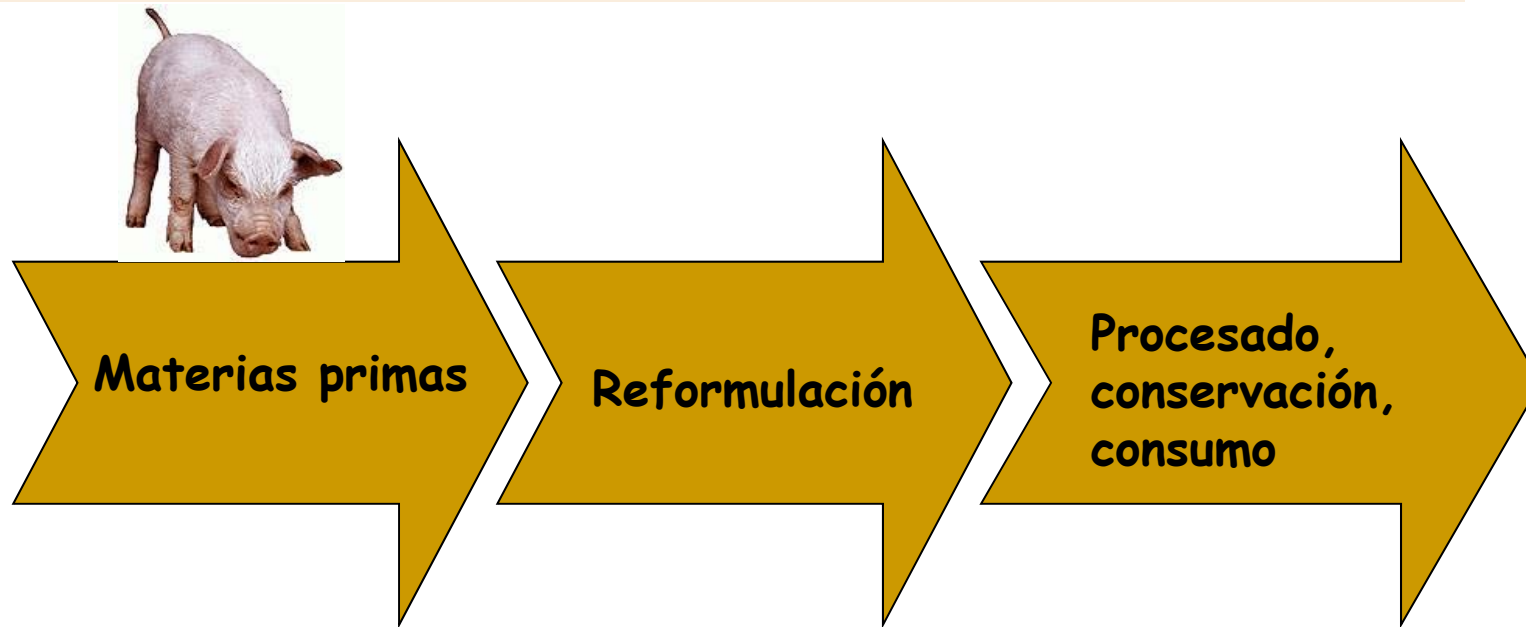 Materias primas
Reformulación
Procesado,
conservación,
consumo